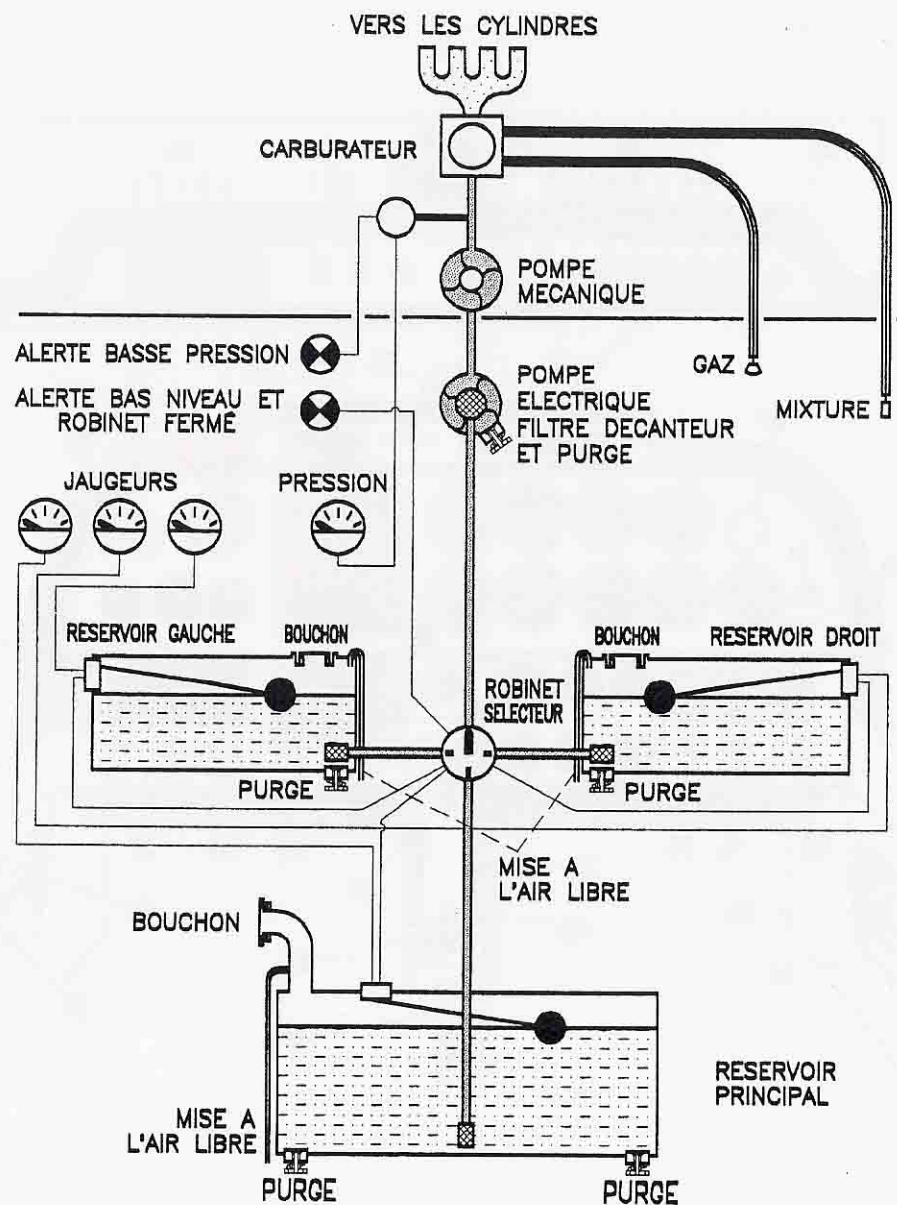 VERS LES CYLINDRES
CARBURATEUR
POMPE
MECANIQUE
ALERTE BASSE PRESSION
ALERTE BAS NIVEAU ET
ROBINET FERMÉ
POMPE
ELECTRIQUE
FILTRE DECANTEUR
ET PURGE
GAZ
MIXTURE
JAUGEURS
PRESSION
RESERVOIR GAUCHE
BOUCHON
BOUCHON
RESERVOIR DROIT
ROBINET
SELECTEUR
PURGE
PURGE
MISE A
L'AIR LIBRE
BOUCHON
RESERVOIR
PRINCIPAL
MISE A
L'AIR LIBRE
PURGE
PURGE